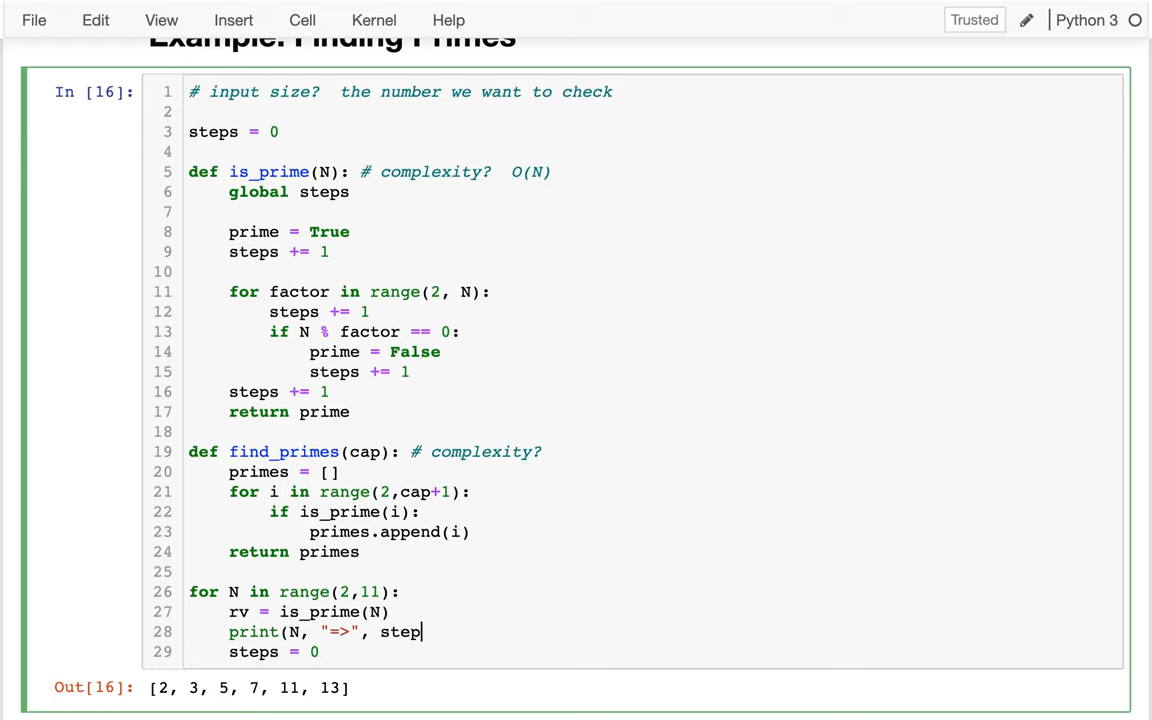 File Edit View Insert Cell Kernel Help Trusted Python 3
Example: Finding Primes
In [16]:
1 # input size?  the number we want to check
2
3 steps = 0
4
5 def is_prime(N): # complexity?  O(N)
6     global steps
7
8     prime = True
9     steps += 1
10
11     for factor in range(2, N):
12         steps += 1
13         if N % factor == 0:
14             prime = False
15             steps += 1
16     steps += 1
17     return prime
18
19 def find_primes(cap): # complexity?
20     primes = []
21     for i in range(2,cap+1):
22         if is_prime(i):
23             primes.append(i)
24     return primes
25
26 for N in range(2,11):
27     rv = is_prime(N)
28     print(N, "=>", step
29     steps = 0
Out[16]: [2, 3, 5, 7, 11, 13]